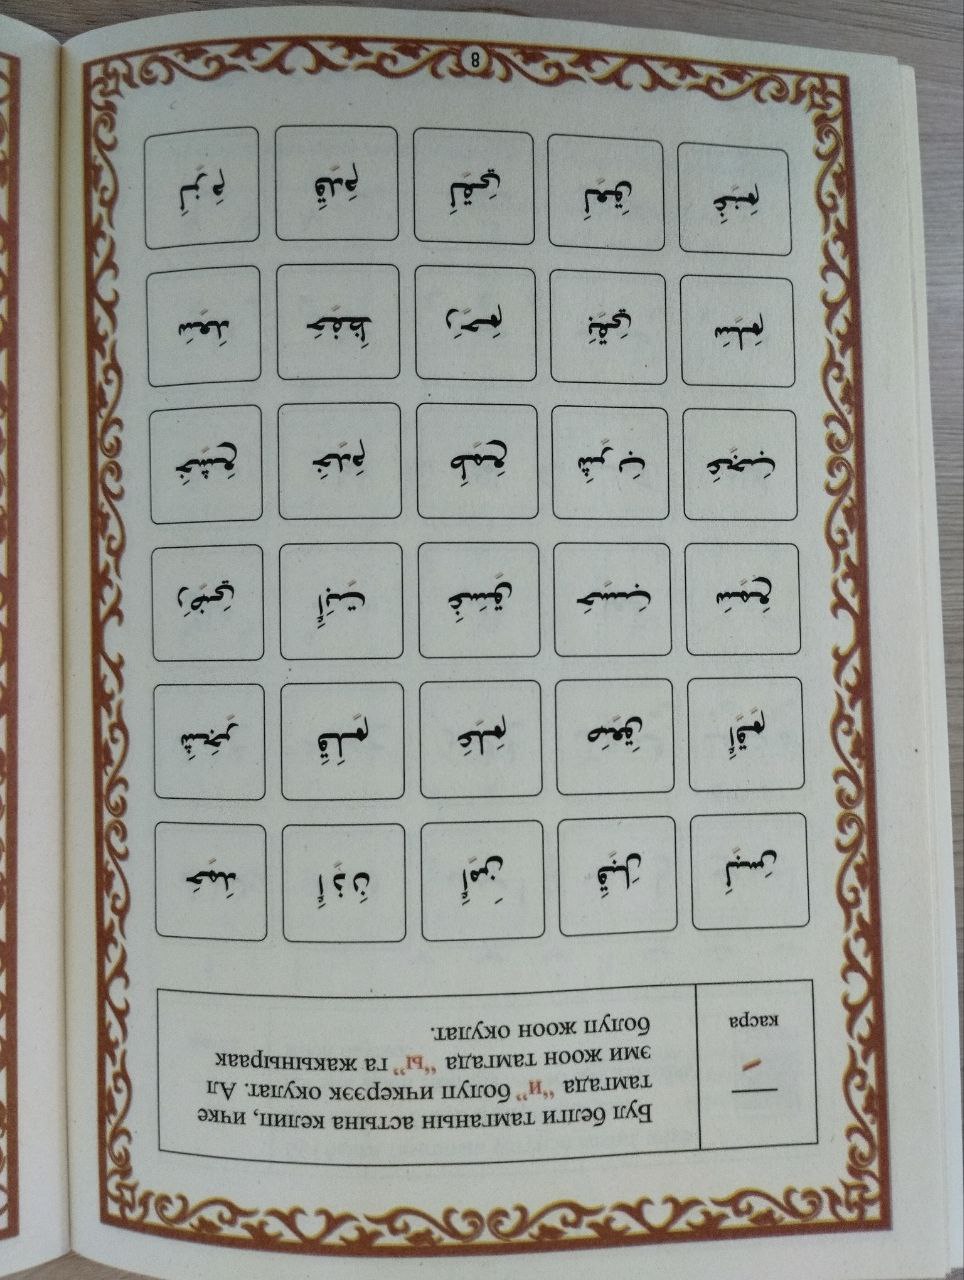 касра
Бул белги тамганын астына келип, ичке
тамгада “и” болуп ичкерээк окулат. Ал
эми жоон тамгада “ы” га жакыныраак
болуп жоон окулат.
حَمِدَ أَذِنَ أَمِنَ قَبِلَ لَبِسَ
شَجِرَ قَلِمَ عَلِمَ صَعِقَ أَقِمِ
رَضِيَ غَسِقَ حَسِبَ سَمِعَ
خَشِعَ خَدِمَ طَمِعَ شَرِبَ عَجِبَ
سَعِدَ حَفِظَ رَحِمَ بَقِيَ سَلِمَ
لَزِمَ قَدِمَ لَقِيَ لَعِقَ غَنِمَ
8